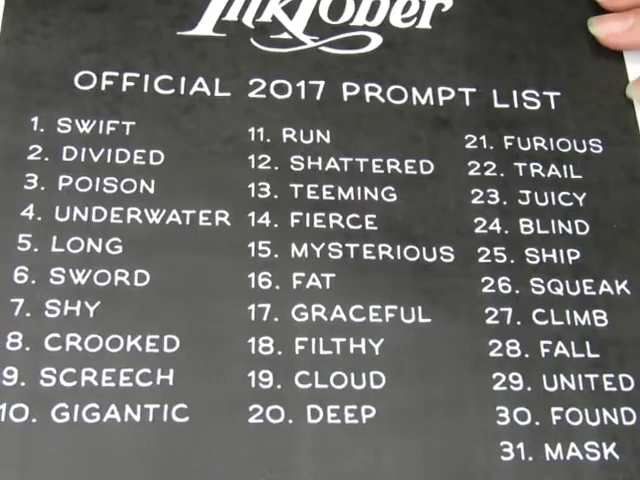 InkTober
OFFICIAL 2017 PROMPT LIST
1. SWIFT
2. DIVIDED
3. POISON
4. UNDERWATER
5. LONG
6. SWORD
7. SHY
8. CROOKED
9. SCREECH
10. GIGANTIC
11. RUN
12. SHATTERED
13. TEEMING
14. FIERCE
15. MYSTERIOUS
16. FAT
17. GRACEFUL
18. FILTHY
19. CLOUD
20. DEEP
21. FURIOUS
22. TRAIL
23. JUICY
24. BLIND
25. SHIP
26. SQUEAK
27. CLIMB
28. FALL
29. UNITED
30. FOUND
31. MASK